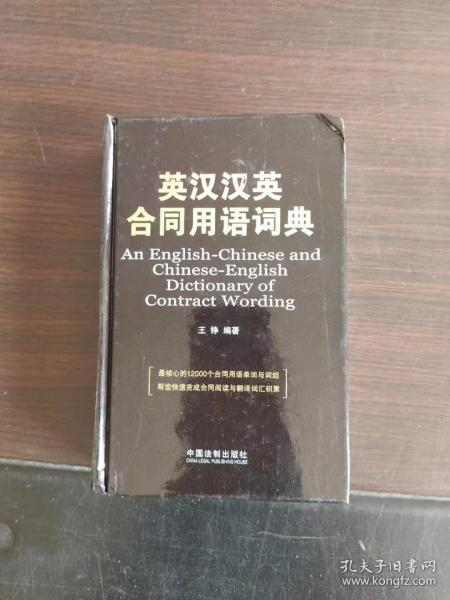 英汉汉英
合同用语词典
An English-Chinese and
Chinese-English
Dictionary of
Contract Wording
王 铮 编著
最核心的12000个合同用语单词与词组
帮您快速完成合同阅读与翻译词汇积累
中国法制出版社
CHINA LEGAL PUBLISHING HOUSE
孔夫子旧书网
www.kongfz.com